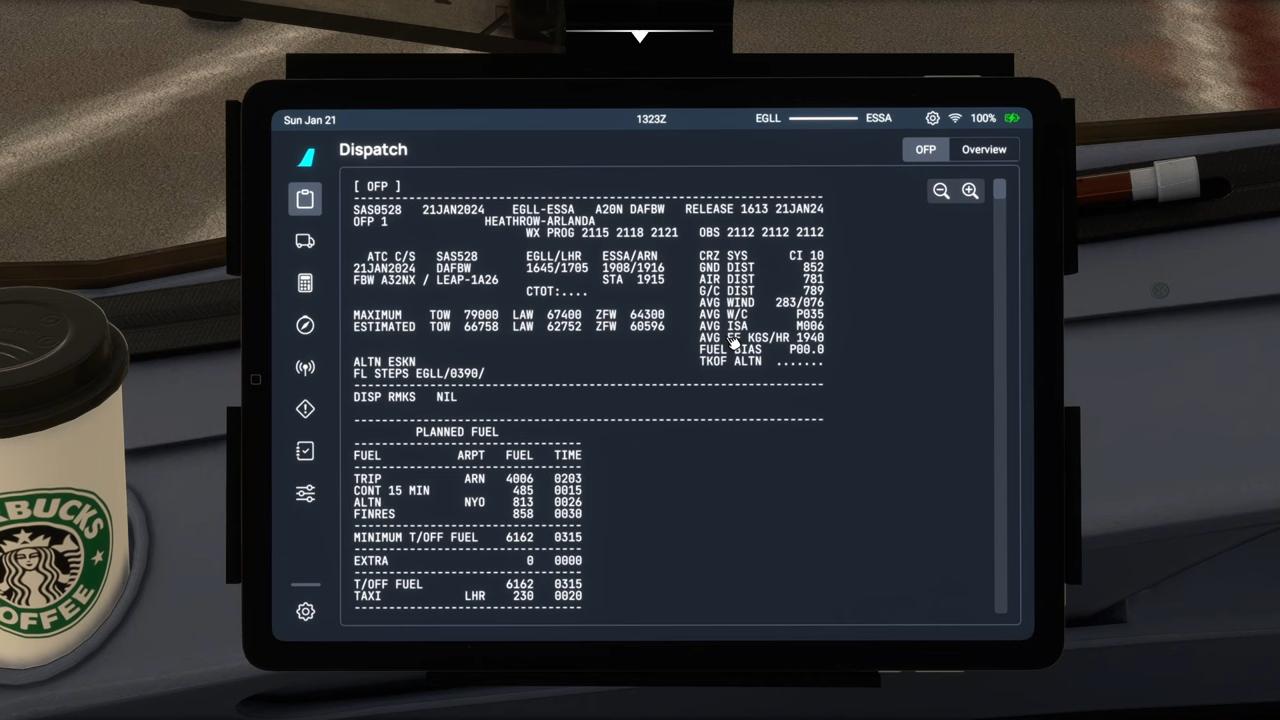 Sun Jan 21 1323Z EGLL ESSA 100%
Dispatch OFP Overview
[ OFP ]
--------------------------------------------------------------------
SAS0528 21JAN2024 EGLL-ESSA A20N DAFBW RELEASE 1613 21JAN24
OFP 1 HEATHROW-ARLANDA
WX PROG 2115 2118 2121 OBS 2112 2112 2112
ATC C/S SAS528 EGLL/LHR ESSA/ARN CRZ SYS CI 10
21JAN2024 DAFBW 1645/1705 1908/1916 GND DIST 852
FBW A32NX / LEAP-1A26 STA 1915 AIR DIST 781
CTOT:.... G/C DIST 789
AVG WIND 283/076
MAXIMUM TOW 79000 LAW 67400 ZFW 64300 AVG W/C P035
ESTIMATED TOW 66758 LAW 62752 ZFW 60596 AVG ISA M006
AVG FF KGS/HR 1940
FUEL BIAS P00.0
ALTN ESKN TKOF ALTN .......
FL STEPS EGLL/0390/
--------------------------------------------------------------------
DISP RMKS NIL
--------------------------------------------------------------------
PLANNED FUEL
---------------------------------
FUEL ARPT FUEL TIME
---------------------------------
TRIP ARN 4006 0203
CONT 15 MIN 485 0015
ALTN NYO 813 0026
FINRES 858 0030
---------------------------------
MINIMUM T/OFF FUEL 6162 0315
---------------------------------
EXTRA 0 0000
---------------------------------
T/OFF FUEL 6162 0315
TAXI LHR 230 0020
---------------------------------
KBUCKS
OFFEE